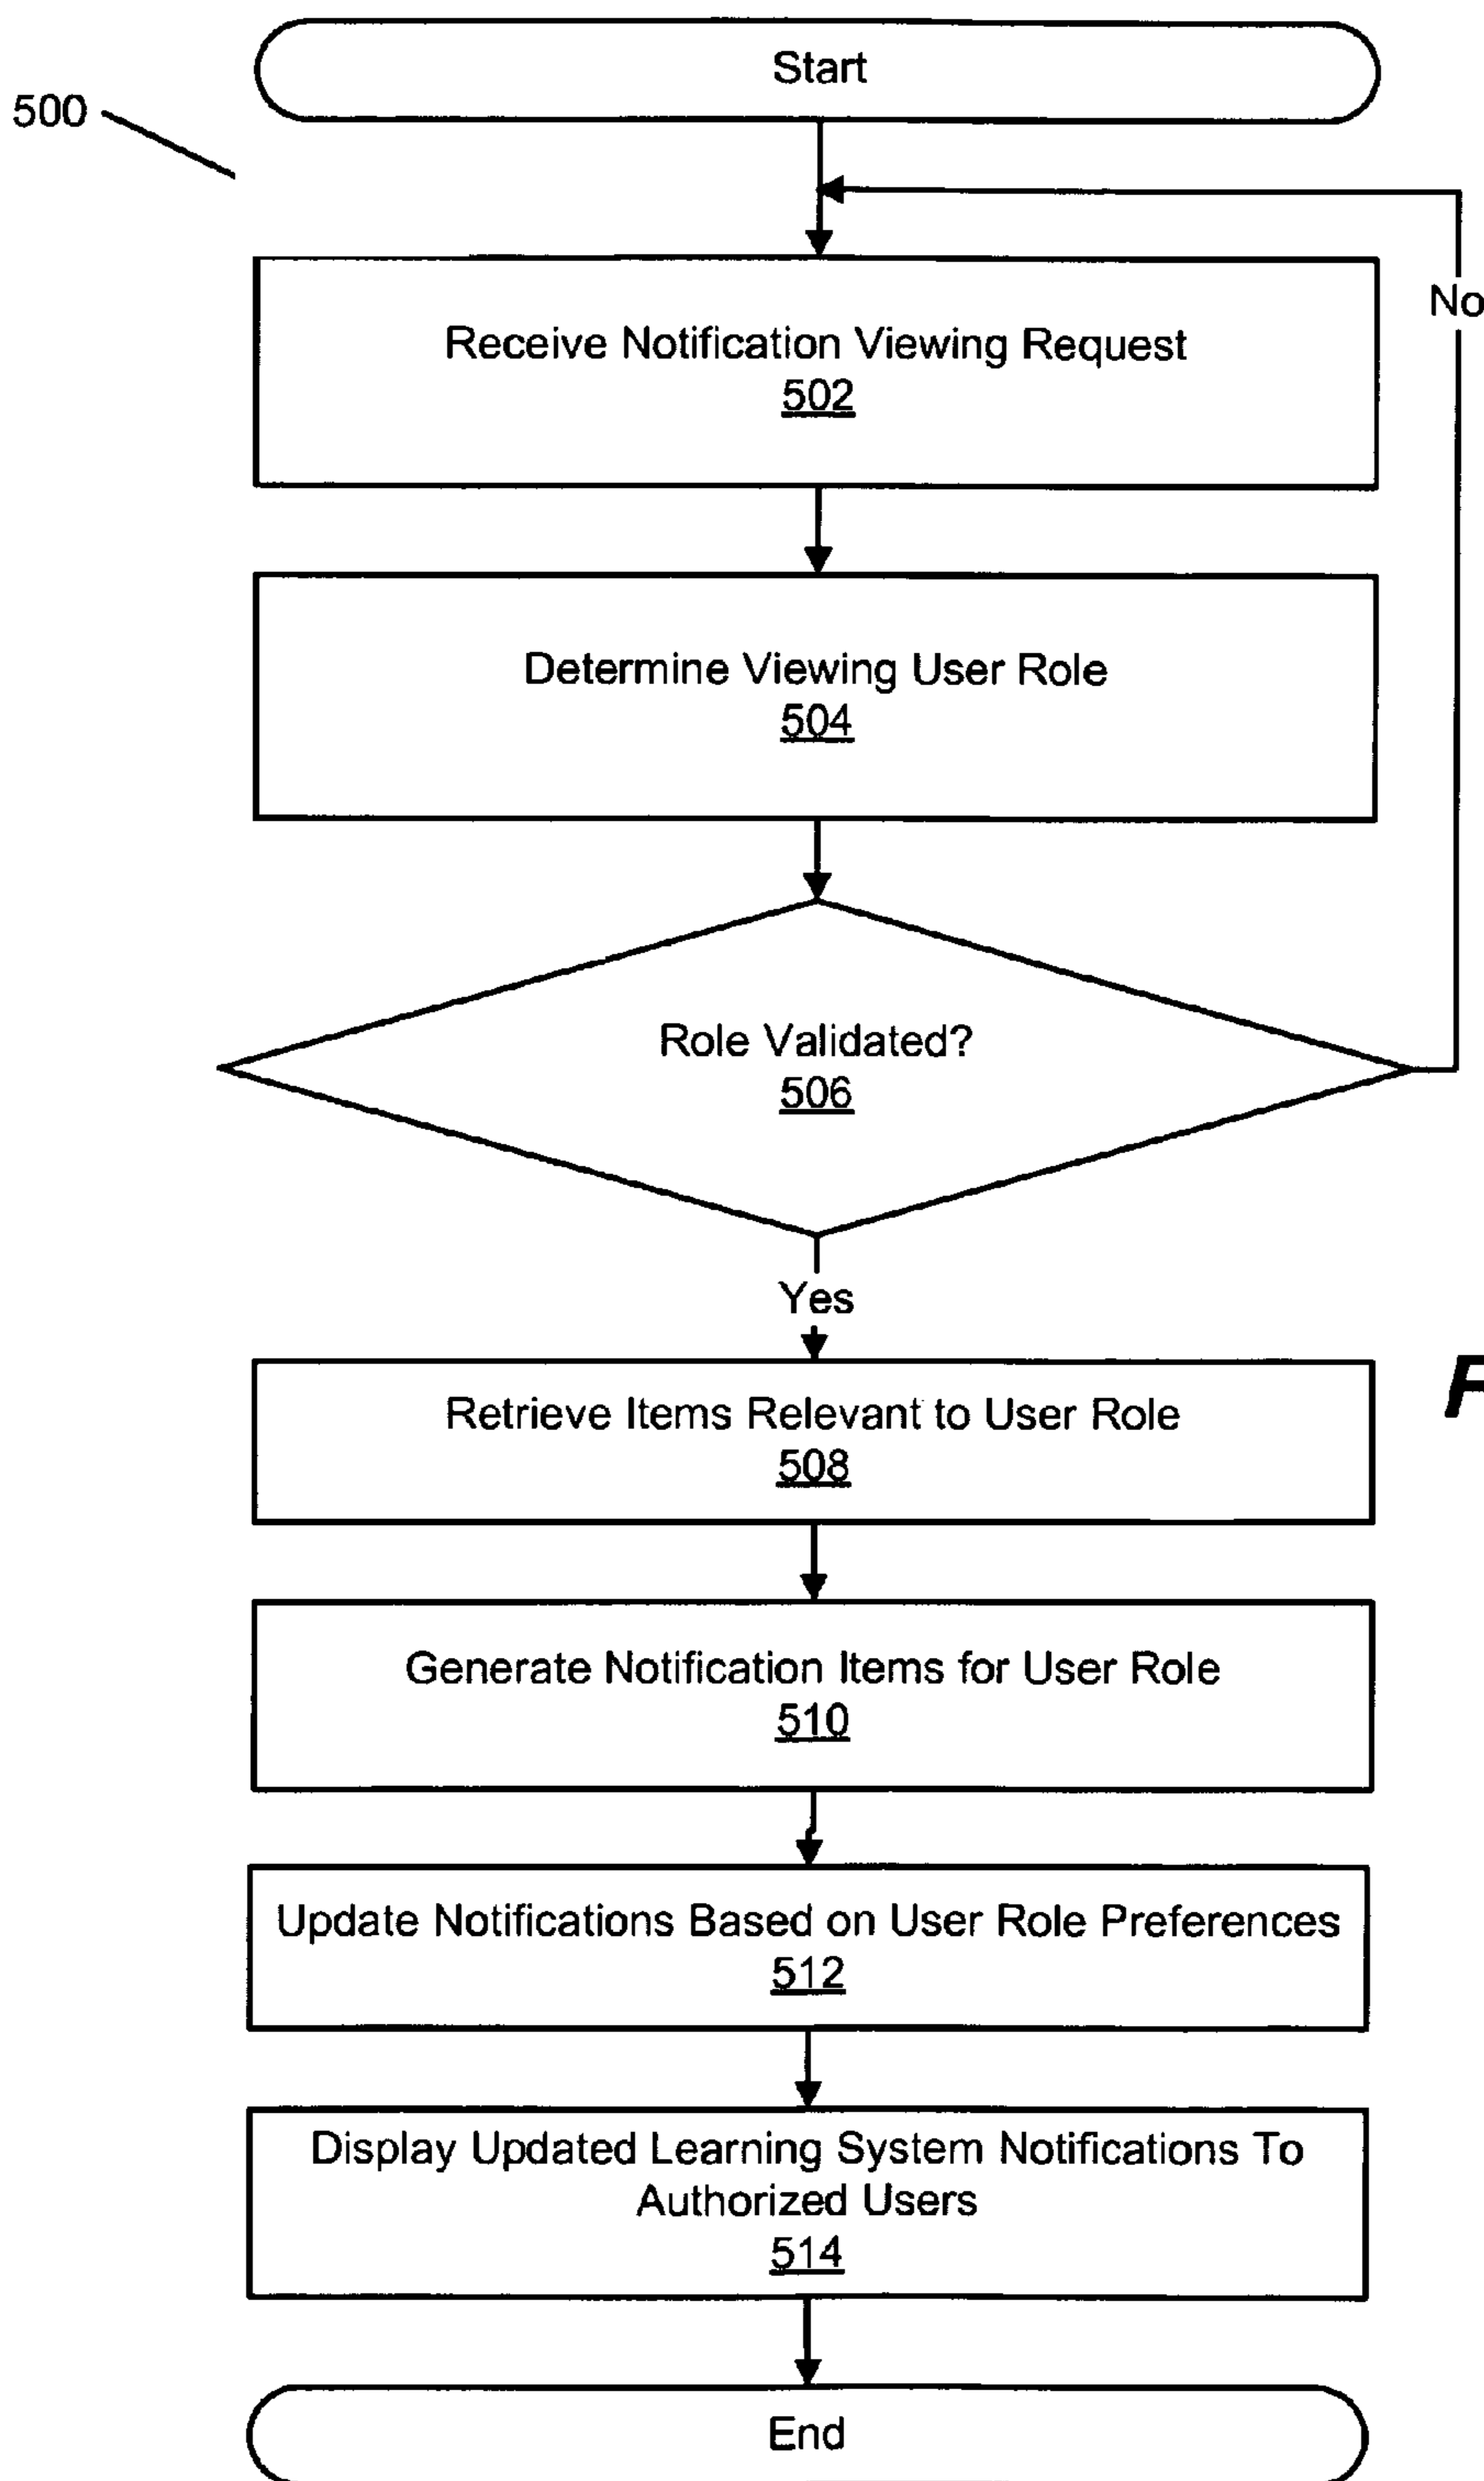 Start
500
Receive Notification Viewing Request
502
No
Determine Viewing User Role
504
Role Validated?
506
Yes
Retrieve Items Relevant to User Role
508
F
Generate Notification Items for User Role
510
Update Notifications Based on User Role Preferences
512
Display Updated Learning System Notifications To
Authorized Users
514
End